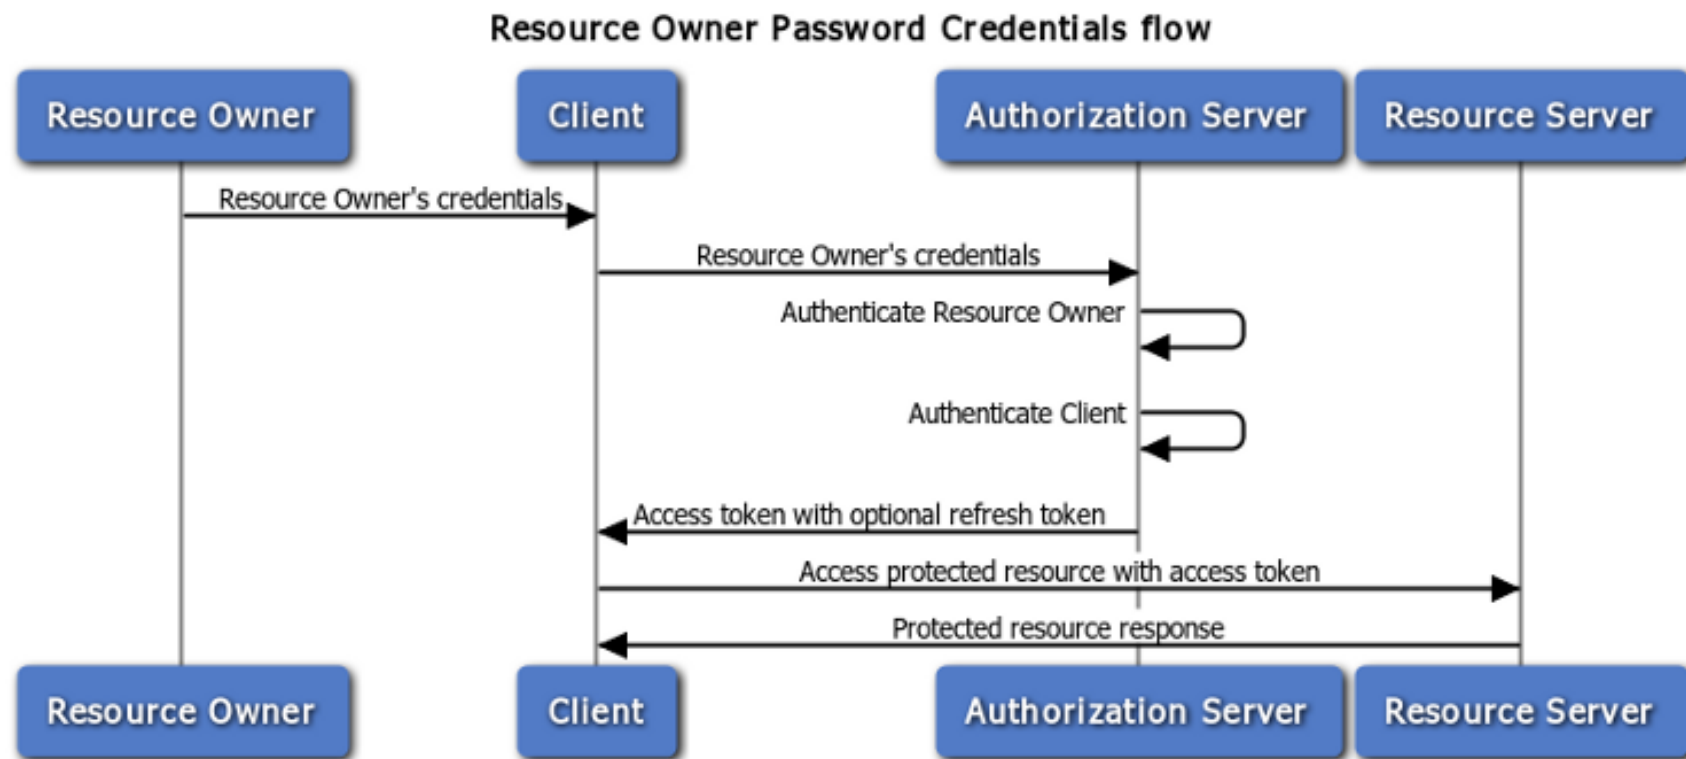 Resource Owner Password Credentials flow
Resource Owner Client Authorization Server Resource Server
Resource Owner's credentials
Resource Owner's credentials
Authenticate Resource Owner
Authenticate Client
Access token with optional refresh token
Access protected resource with access token
Protected resource response
Resource Owner Client Authorization Server Resource Server